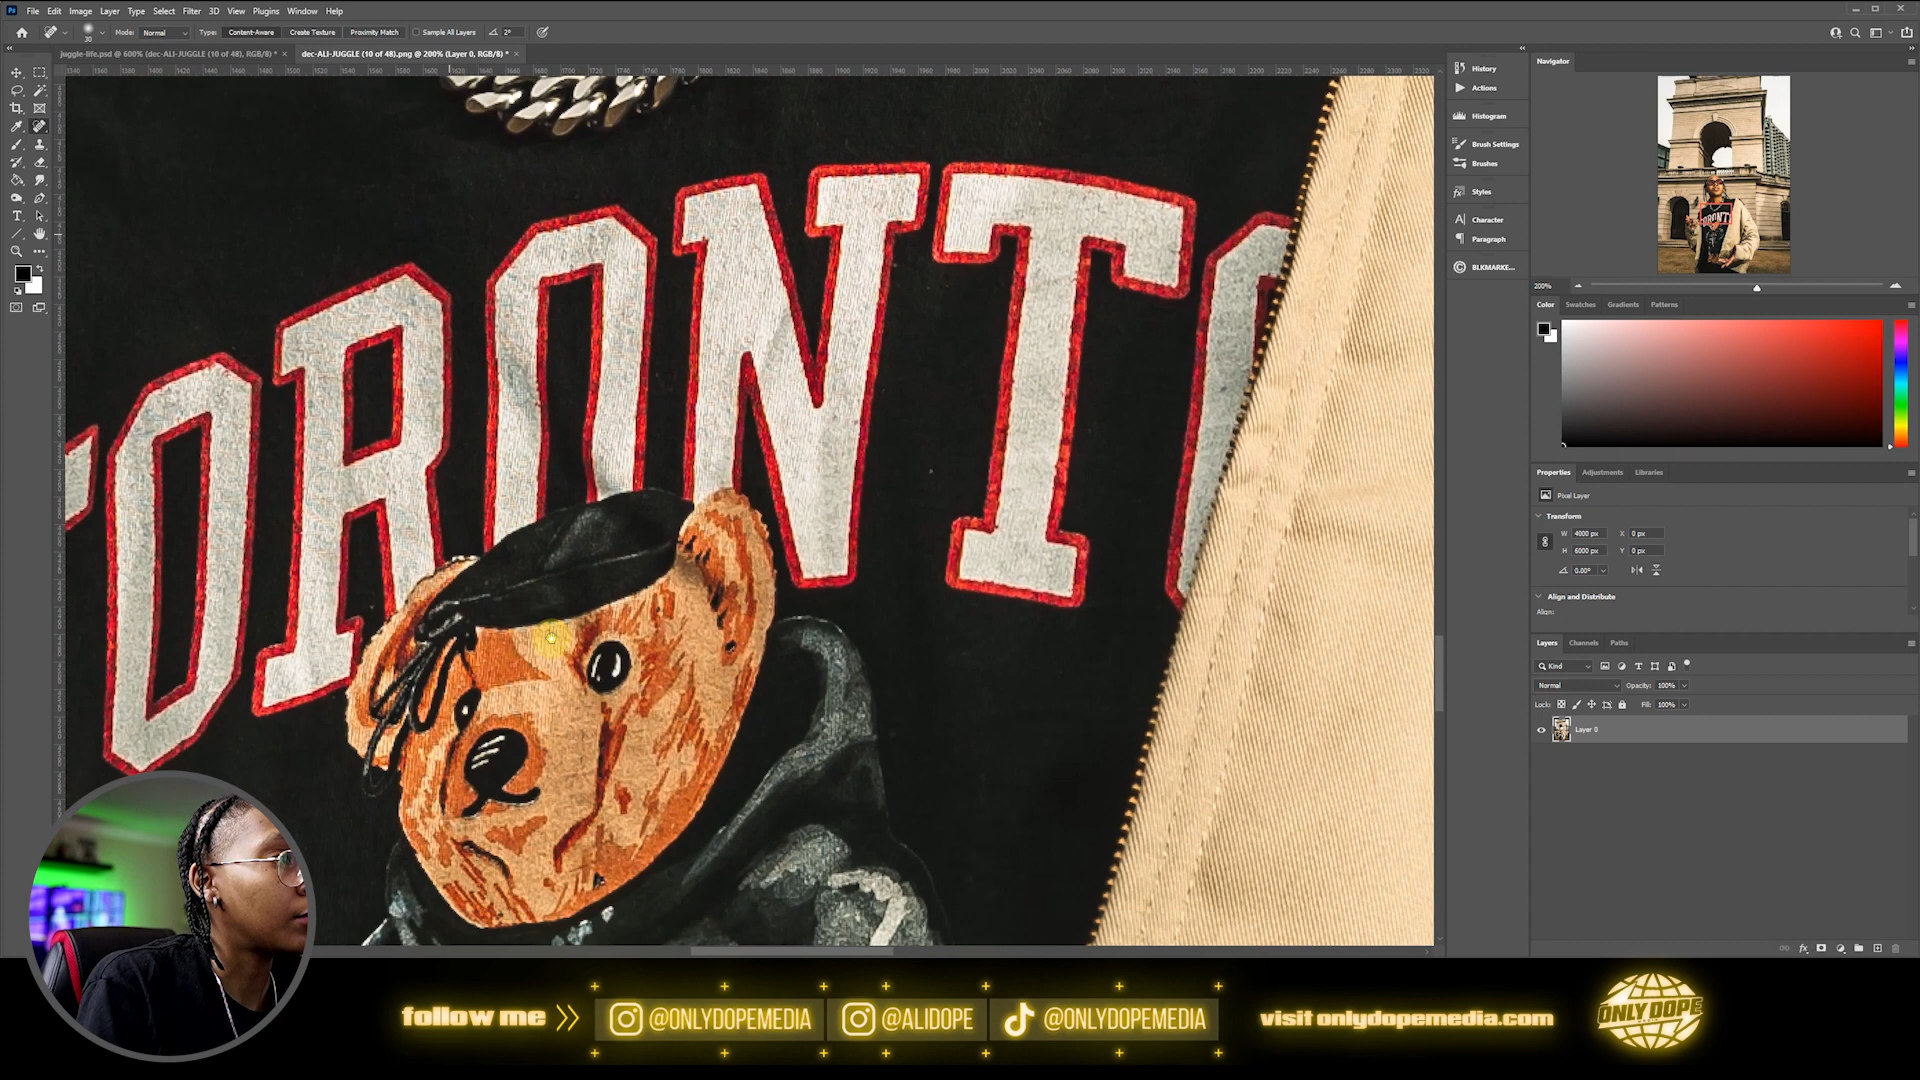 File Edit Image Layer Type Select Filter 3D View Plugins Window Help
30 Mode: Normal Type: Content-Aware Create Texture Proximity Match Sample All Layers 2°
juggle-life.psd @ 600% (dec-ALI-JUGGLE (10 of 48), RGB/8) * × dec-ALI-JUGGLE (10 of 48).png @ 200% (Layer 0, RGB/8) * ×
History
Actions
Histogram
Brush Settings
Brushes
Styles
Character
Paragraph
BLKMARKE...
Navigator
200%
Color Swatches Gradients Patterns
Properties Adjustments Libraries
Pixel Layer
Transform
W 4000 px X 0 px
H 6000 px Y 0 px
0.00°
Align and Distribute
Align:
Layers Channels Paths
Kind
Normal Opacity: 100%
Lock: Fill: 100%
Layer 0
TORONTO
follow me >> @ONLYDOPEMEDIA @ALIDOPE @ONLYDOPEMEDIA visit onlydopemedia.com
ONLY DOPE